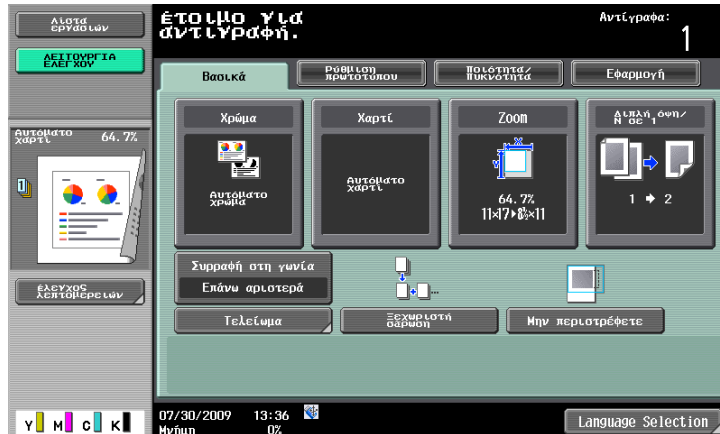 Λίστα
εργασιών
έτοιμο για
αντιγραφή.
Αντίγραφα:
1
ΛΕΙΤΟΥΡΓΙΑ
ΕΛΕΓΧΟΥ
Βασικά
Ρύθμιση
πρωτοτύπου
Ποιότητα/
Πυκνότητα
Εφαρμογή
Αυτόματο
χαρτί
64.7%
Χρώμα
Αυτόματο
χρώμα
Χαρτί
Αυτόματο
χαρτί
Zoom
64.7%
11×17▸8½×11
Διπλή όψη/
N σε 1
1 ➔ 2
Συρραφή στη γωνία
Επάνω αριστερά
Τελείωμα
Ξεχωριστή
σάρωση
Μην περιστρέφετε
έλεγχος
λεπτομερειών
Y M C K
07/30/2009 13:36
Μνήμη 0%
Language Selection